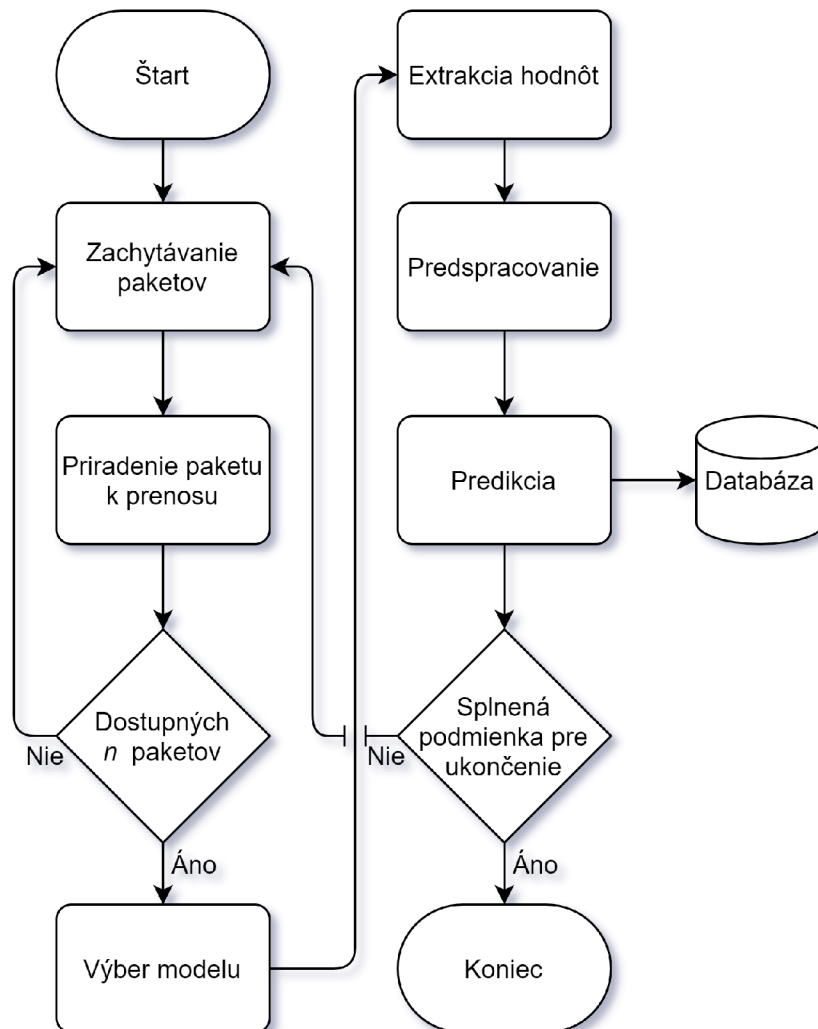 Štart
Zachytávanie
paketov
Priradenie paketu
k prenosu
Dostupných
n paketov
Nie
Áno
Výber modelu
Extrakcia hodnôt
Predspracovanie
Predikcia
Databáza
Splnená
podmienka pre
ukončenie
Nie
Áno
Koniec